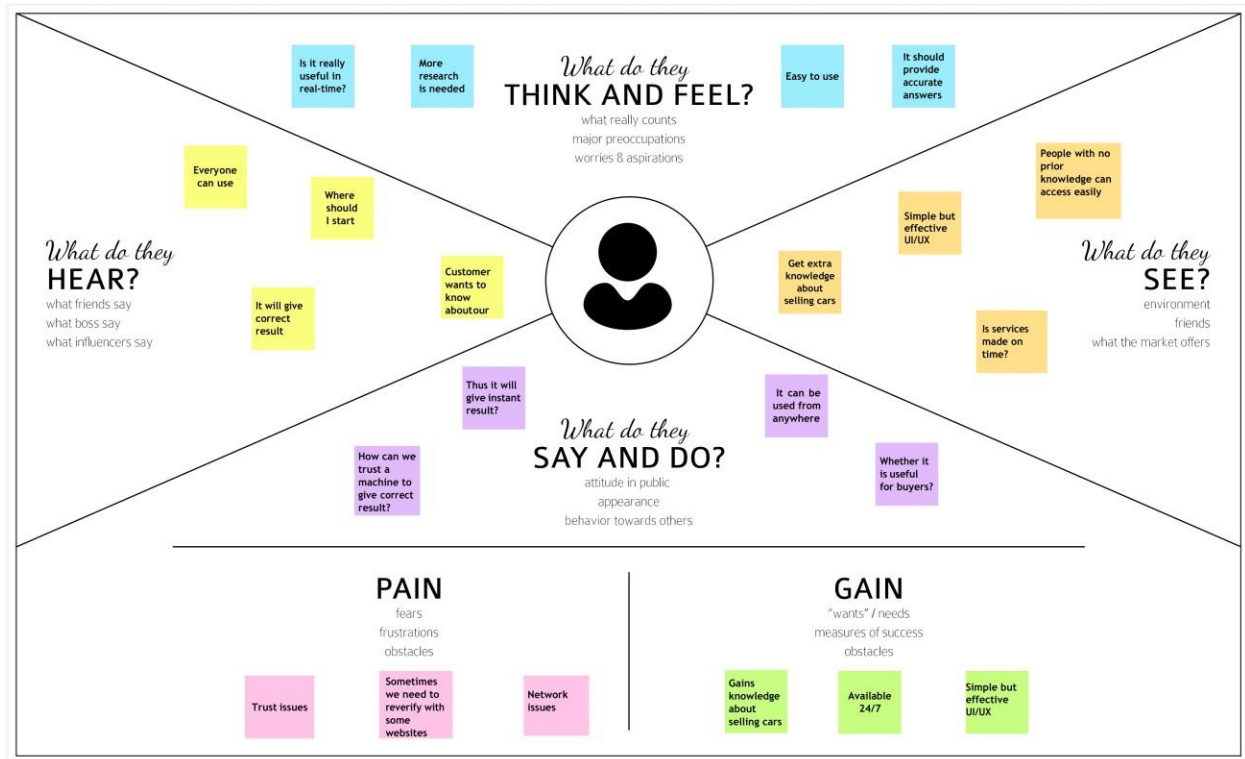 Is it really
useful in
real-time?
More
research
is needed
What do they
THINK AND FEEL?
what really counts
major preoccupations
worries & aspirations
Easy to use
It should
provide
accurate
answers
Everyone
can use
Where
should
I start
What do they
HEAR?
what friends say
what boss say
what influencers say
It will give
correct
result
Customer
wants to
know
aboutour
People with no
prior
knowledge can
access easily
Simple but
effective
UI/UX
Get extra
knowledge
about
selling cars
What do they
SEE?
environment
friends
what the market offers
Is services
made on
time?
Thus it will
give instant
result?
How can we
trust a
machine to
give correct
result?
What do they
SAY AND DO?
attitude in public
appearance
behavior towards others
It can be
used from
anywhere
Whether it
is useful
for buyers?
PAIN
fears
frustrations
obstacles
Trust issues
Sometimes
we need to
reverify with
some
websites
Network
issues
GAIN
"wants" / needs
measures of success
obstacles
Gains
knowledge
about
selling cars
Available
24/7
Simple but
effective
UI/UX